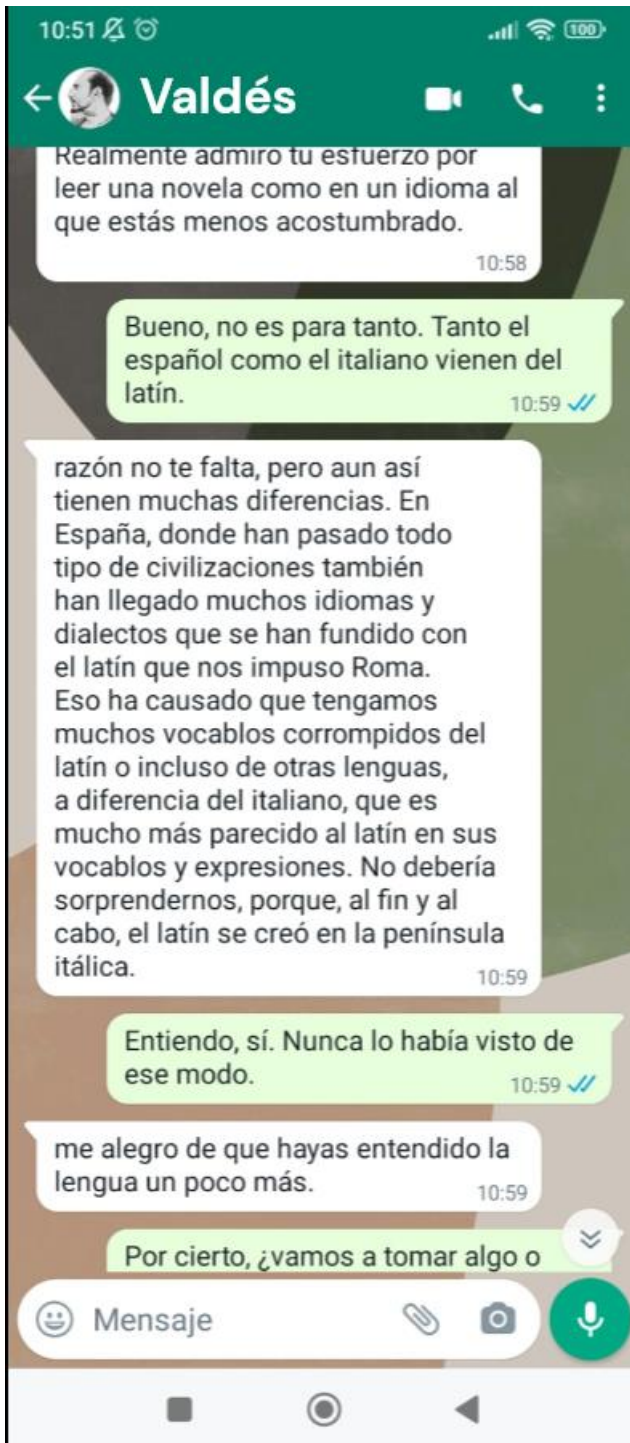 10:51 100
Valdés
Realmente admiro tu esfuerzo por
leer una novela como en un idioma al
que estás menos acostumbrado.
10:58
Bueno, no es para tanto. Tanto el
español como el italiano vienen del
latín.
10:59
razón no te falta, pero aun así
tienen muchas diferencias. En
España, donde han pasado todo
tipo de civilizaciones también
han llegado muchos idiomas y
dialectos que se han fundido con
el latín que nos impuso Roma.
Eso ha causado que tengamos
muchos vocablos corrompidos del
latín o incluso de otras lenguas,
a diferencia del italiano, que es
mucho más parecido al latín en sus
vocablos y expresiones. No debería
sorprendernos, porque, al fin y al
cabo, el latín se creó en la península
itálica.
10:59
Entiendo, sí. Nunca lo había visto de
ese modo.
10:59
me alegro de que hayas entendido la
lengua un poco más.
10:59
Por cierto, ¿vamos a tomar algo o
Mensaje